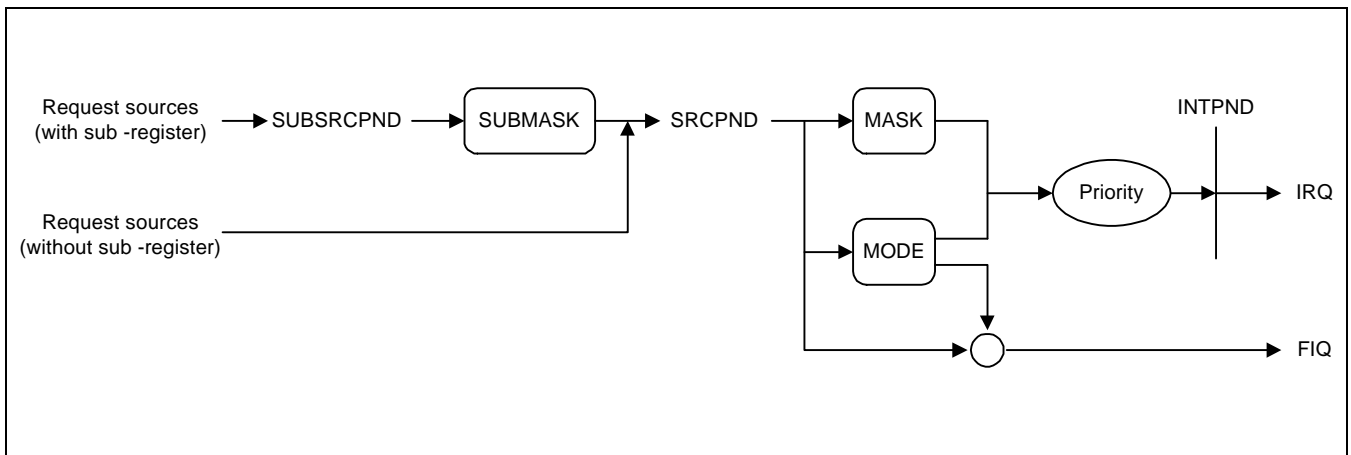 Request sources
(with sub -register)
SUBSRCPND
SUBMASK
SRCPND
MASK
INTPND
Priority
IRQ
Request sources
(without sub -register)
MODE
FIQ